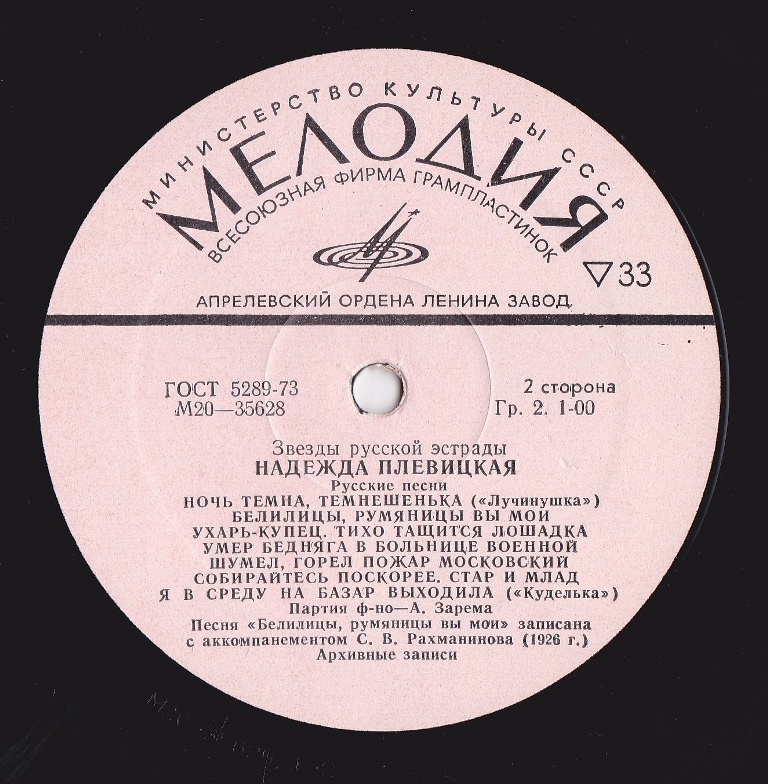 МИНИСТЕРСТВО КУЛЬТУРЫ СССР
МЕЛОДИЯ
ВСЕСОЮЗНАЯ ФИРМА ГРАМПЛАСТИНОК
▽33
АПРЕЛЕВСКИЙ ОРДЕНА ЛЕНИНА ЗАВОД.
ГОСТ 5289-73
М20—35628
2 сторона
Гр. 2. 1-00
Звезды русской эстрады
НАДЕЖДА ПЛЕВИЦКАЯ
Русские песни
НОЧЬ ТЕМНА, ТЕМНЕШЕНЬКА («Лучинушка»)
БЕЛИЛИЦЫ, РУМЯНИЦЫ ВЫ МОИ
УХАРЬ-КУПЕЦ. ТИХО ТАЩИТСЯ ЛОШАДКА
УМЕР БЕДНЯГА В БОЛЬНИЦЕ ВОЕННОЙ
ШУМЕЛ, ГОРЕЛ ПОЖАР МОСКОВСКИЙ
СОБИРАЙТЕСЬ ПОСКОРЕЕ. СТАР И МЛАД
Я В СРЕДУ НА БАЗАР ВЫХОДИЛА («Куделька»)
Партия ф-но—А. Зарема
Песня «Белилицы, румяницы вы мои» записана
с аккомпанементом С. В. Рахманинова (1926 г.)
Архивные записи